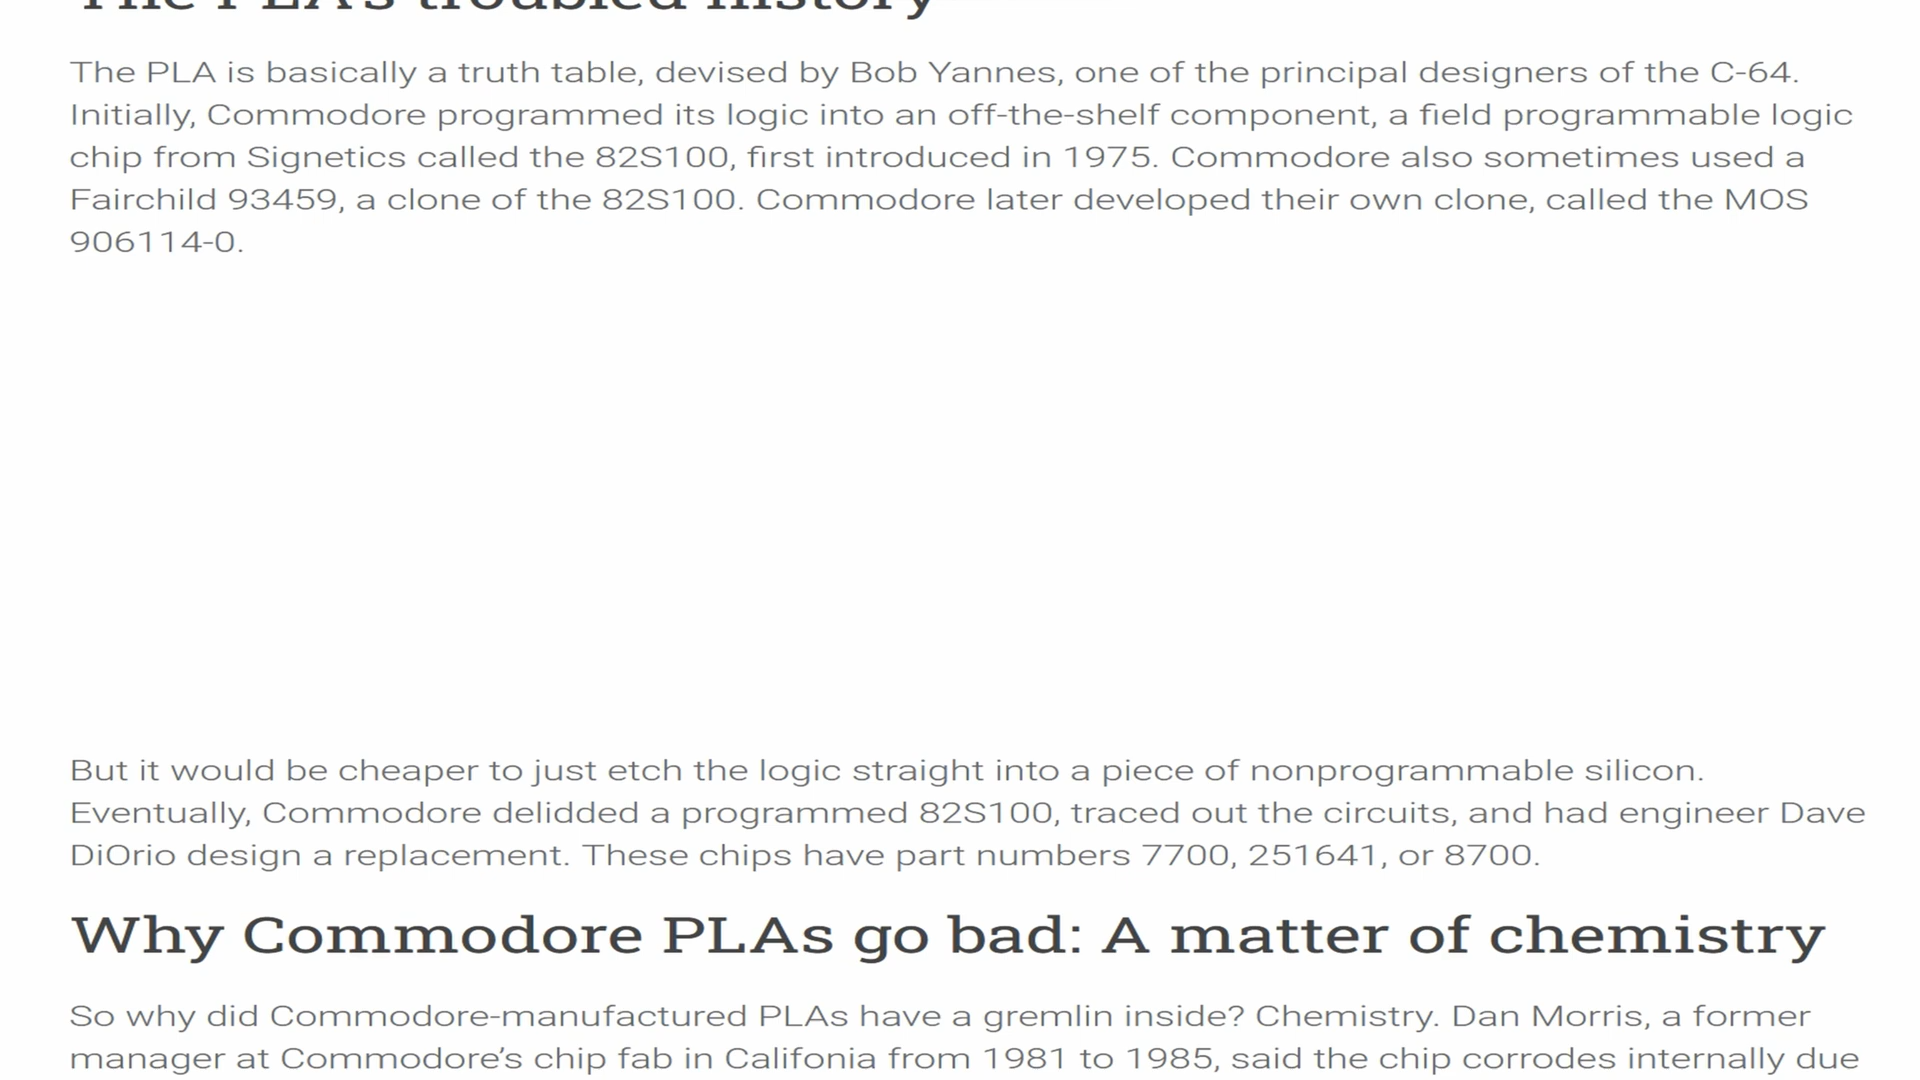 The PLA's troubled history
The PLA is basically a truth table, devised by Bob Yannes, one of the principal designers of the C-64.
Initially, Commodore programmed its logic into an off-the-shelf component, a field programmable logic
chip from Signetics called the 82S100, first introduced in 1975. Commodore also sometimes used a
Fairchild 93459, a clone of the 82S100. Commodore later developed their own clone, called the MOS
906114-0.
But it would be cheaper to just etch the logic straight into a piece of nonprogrammable silicon.
Eventually, Commodore delidded a programmed 82S100, traced out the circuits, and had engineer Dave
DiOrio design a replacement. These chips have part numbers 7700, 251641, or 8700.
Why Commodore PLAs go bad: A matter of chemistry
So why did Commodore-manufactured PLAs have a gremlin inside? Chemistry. Dan Morris, a former
manager at Commodore’s chip fab in Califonia from 1981 to 1985, said the chip corrodes internally due